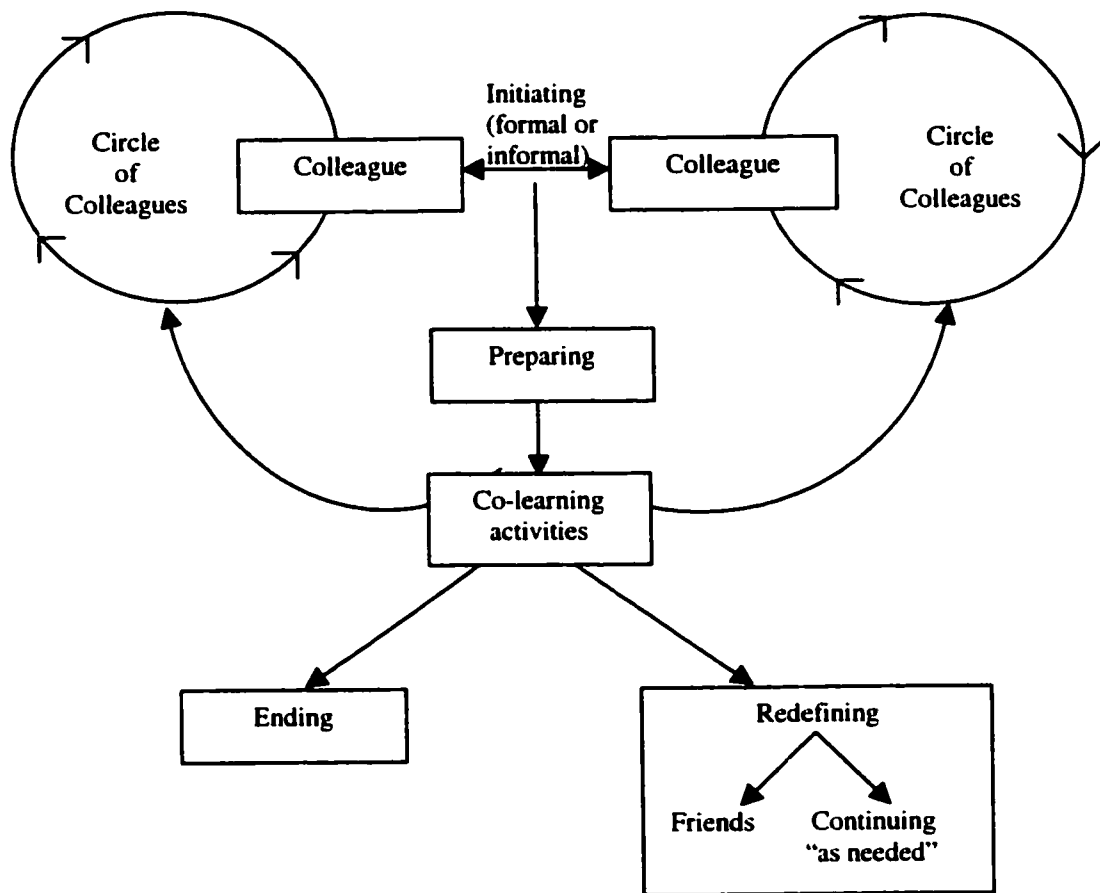 Initiating
(formal or
informal)
Circle
of
Colleagues
Colleague
Colleague
Circle
of
Colleagues
Preparing
Co-learning
activities
Ending
Redefining
Friends
Continuing
“as needed”